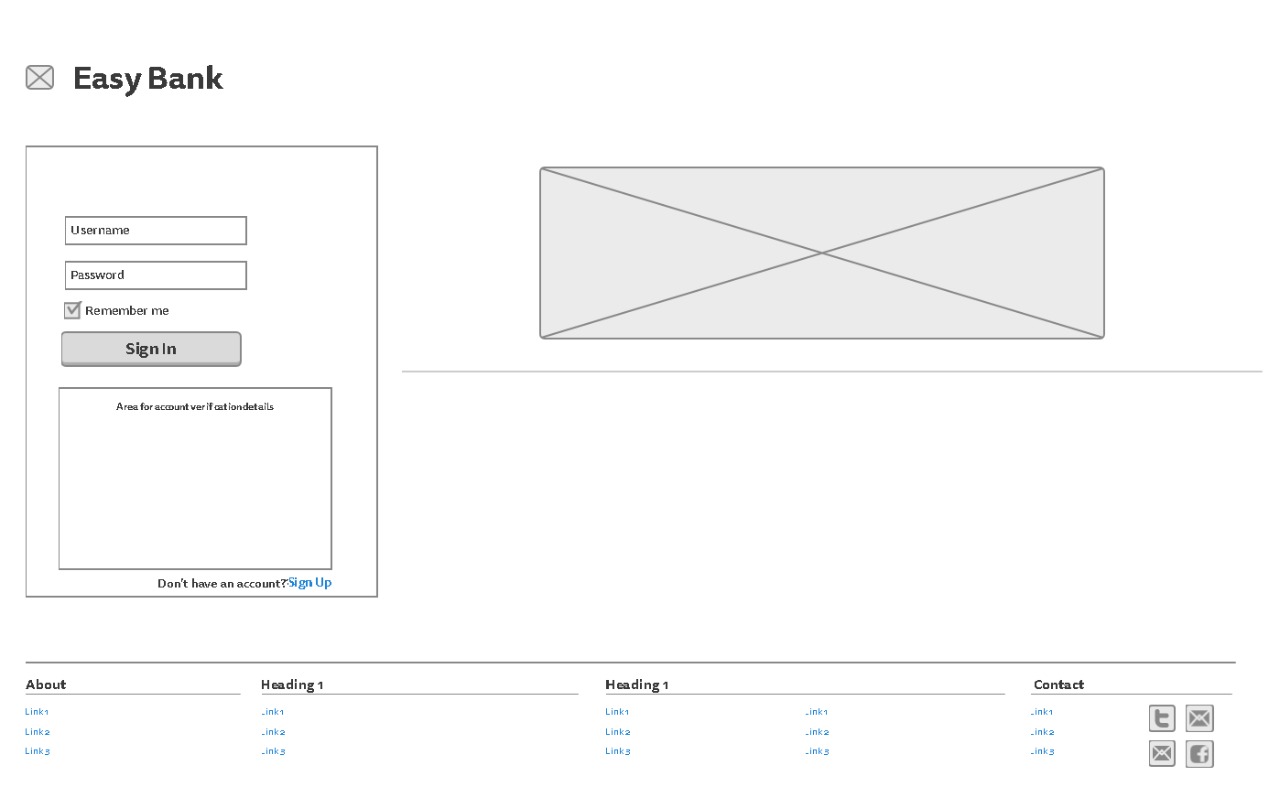 Easy Bank
Username
Password
Remember me
Sign In
Area for account verification details
Don't have an account? Sign Up
About
Link1
Link2
Link3
Heading 1
Link1
Link2
Link3
Heading 1
Link1 Link1
Link2 Link2
Link3 Link3
Contact
Link1
Link2
Link3